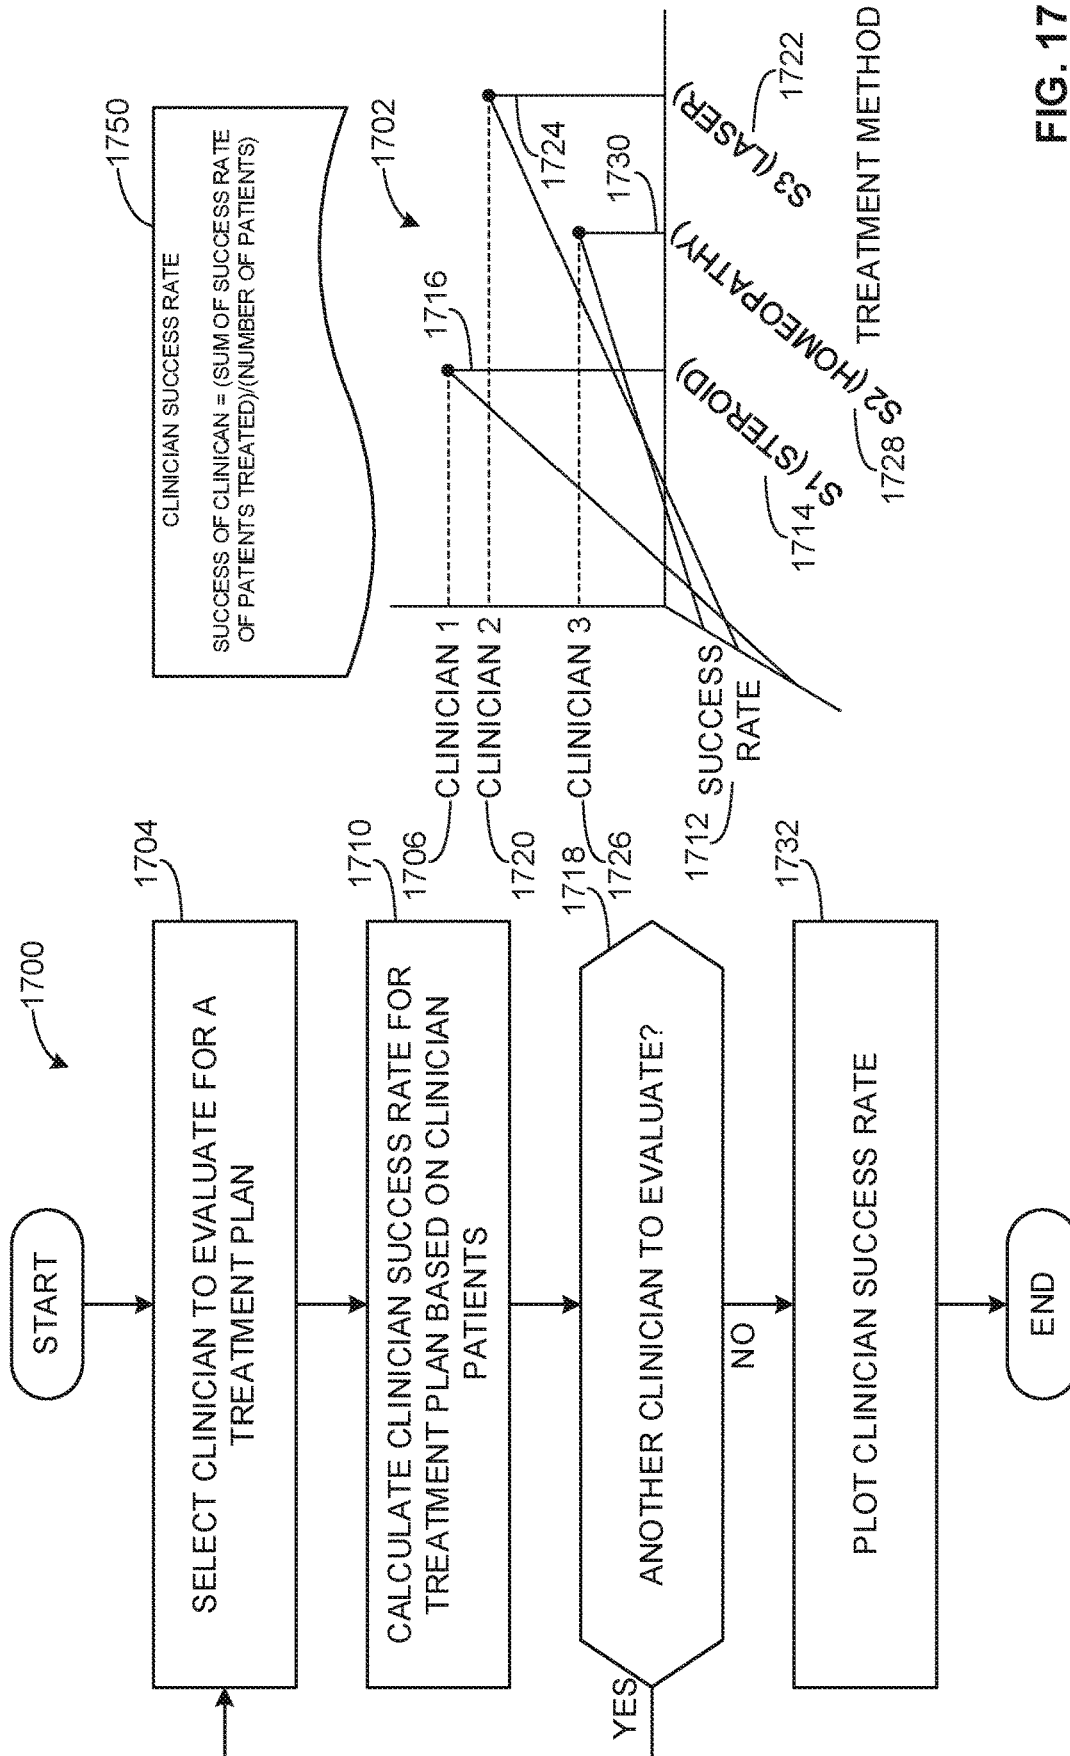 1700
START
1704
SELECT CLINICIAN TO EVALUATE FOR A
TREATMENT PLAN
1710
CALCULATE CLINICIAN SUCCESS RATE FOR
TREATMENT PLAN BASED ON CLINICIAN
PATIENTS
1718
ANOTHER CLINICIAN TO EVALUATE?
YES
NO
1732
PLOT CLINICIAN SUCCESS RATE
END
1750
CLINICIAN SUCCESS RATE
SUCCESS OF CLINICAN = (SUM OF SUCCESS RATE
OF PATIENTS TREATED)/(NUMBER OF PATIENTS)
1702
1706
CLINICIAN 1
1716
CLINICIAN 2
1720
1724
CLINICIAN 3
1726
1730
1712
SUCCESS
RATE
S1 (STEROID)
1714
S2 (HOMEOPATHY)
1728
S3 (LASER)
1722
TREATMENT METHOD
FIG. 17